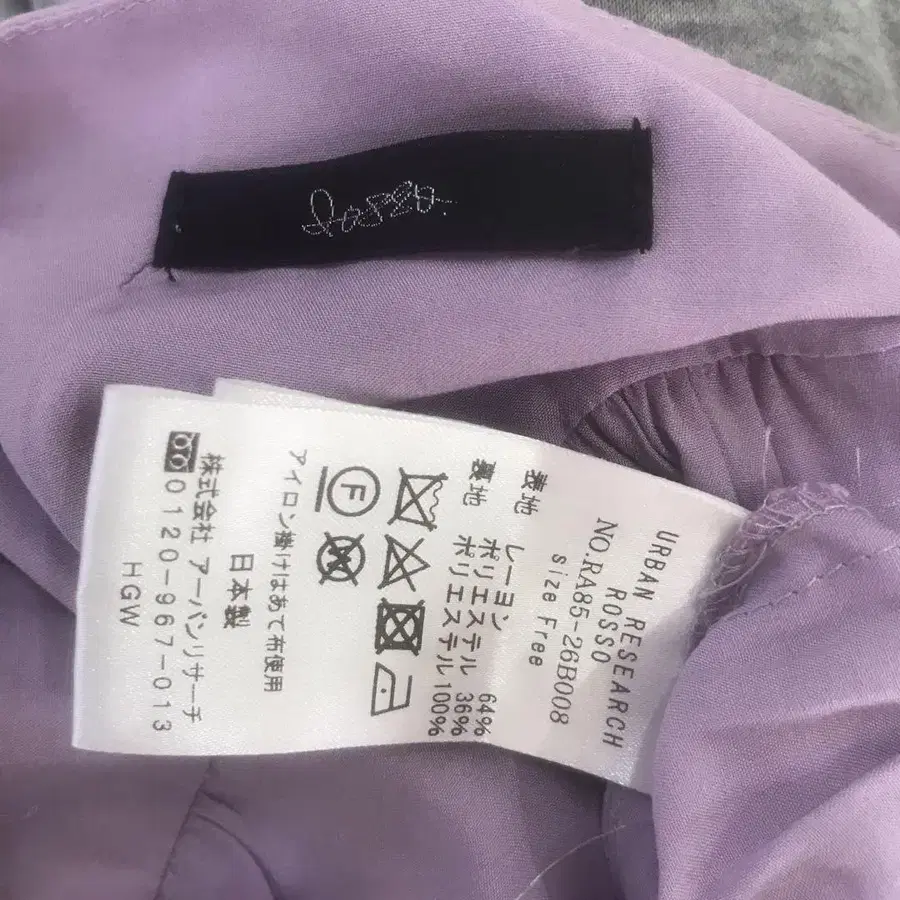 Rosso.
URBAN RESEARCH
ROSSO
NO.RA85-26B008
size Free
表地 レーヨン 64%
ポリエステル 36%
裏地 ポリエステル 100%
F
アイロン掛けはあて布使用
日本製
株式会社 アーバンリサーチ
0120-967-013
HGW